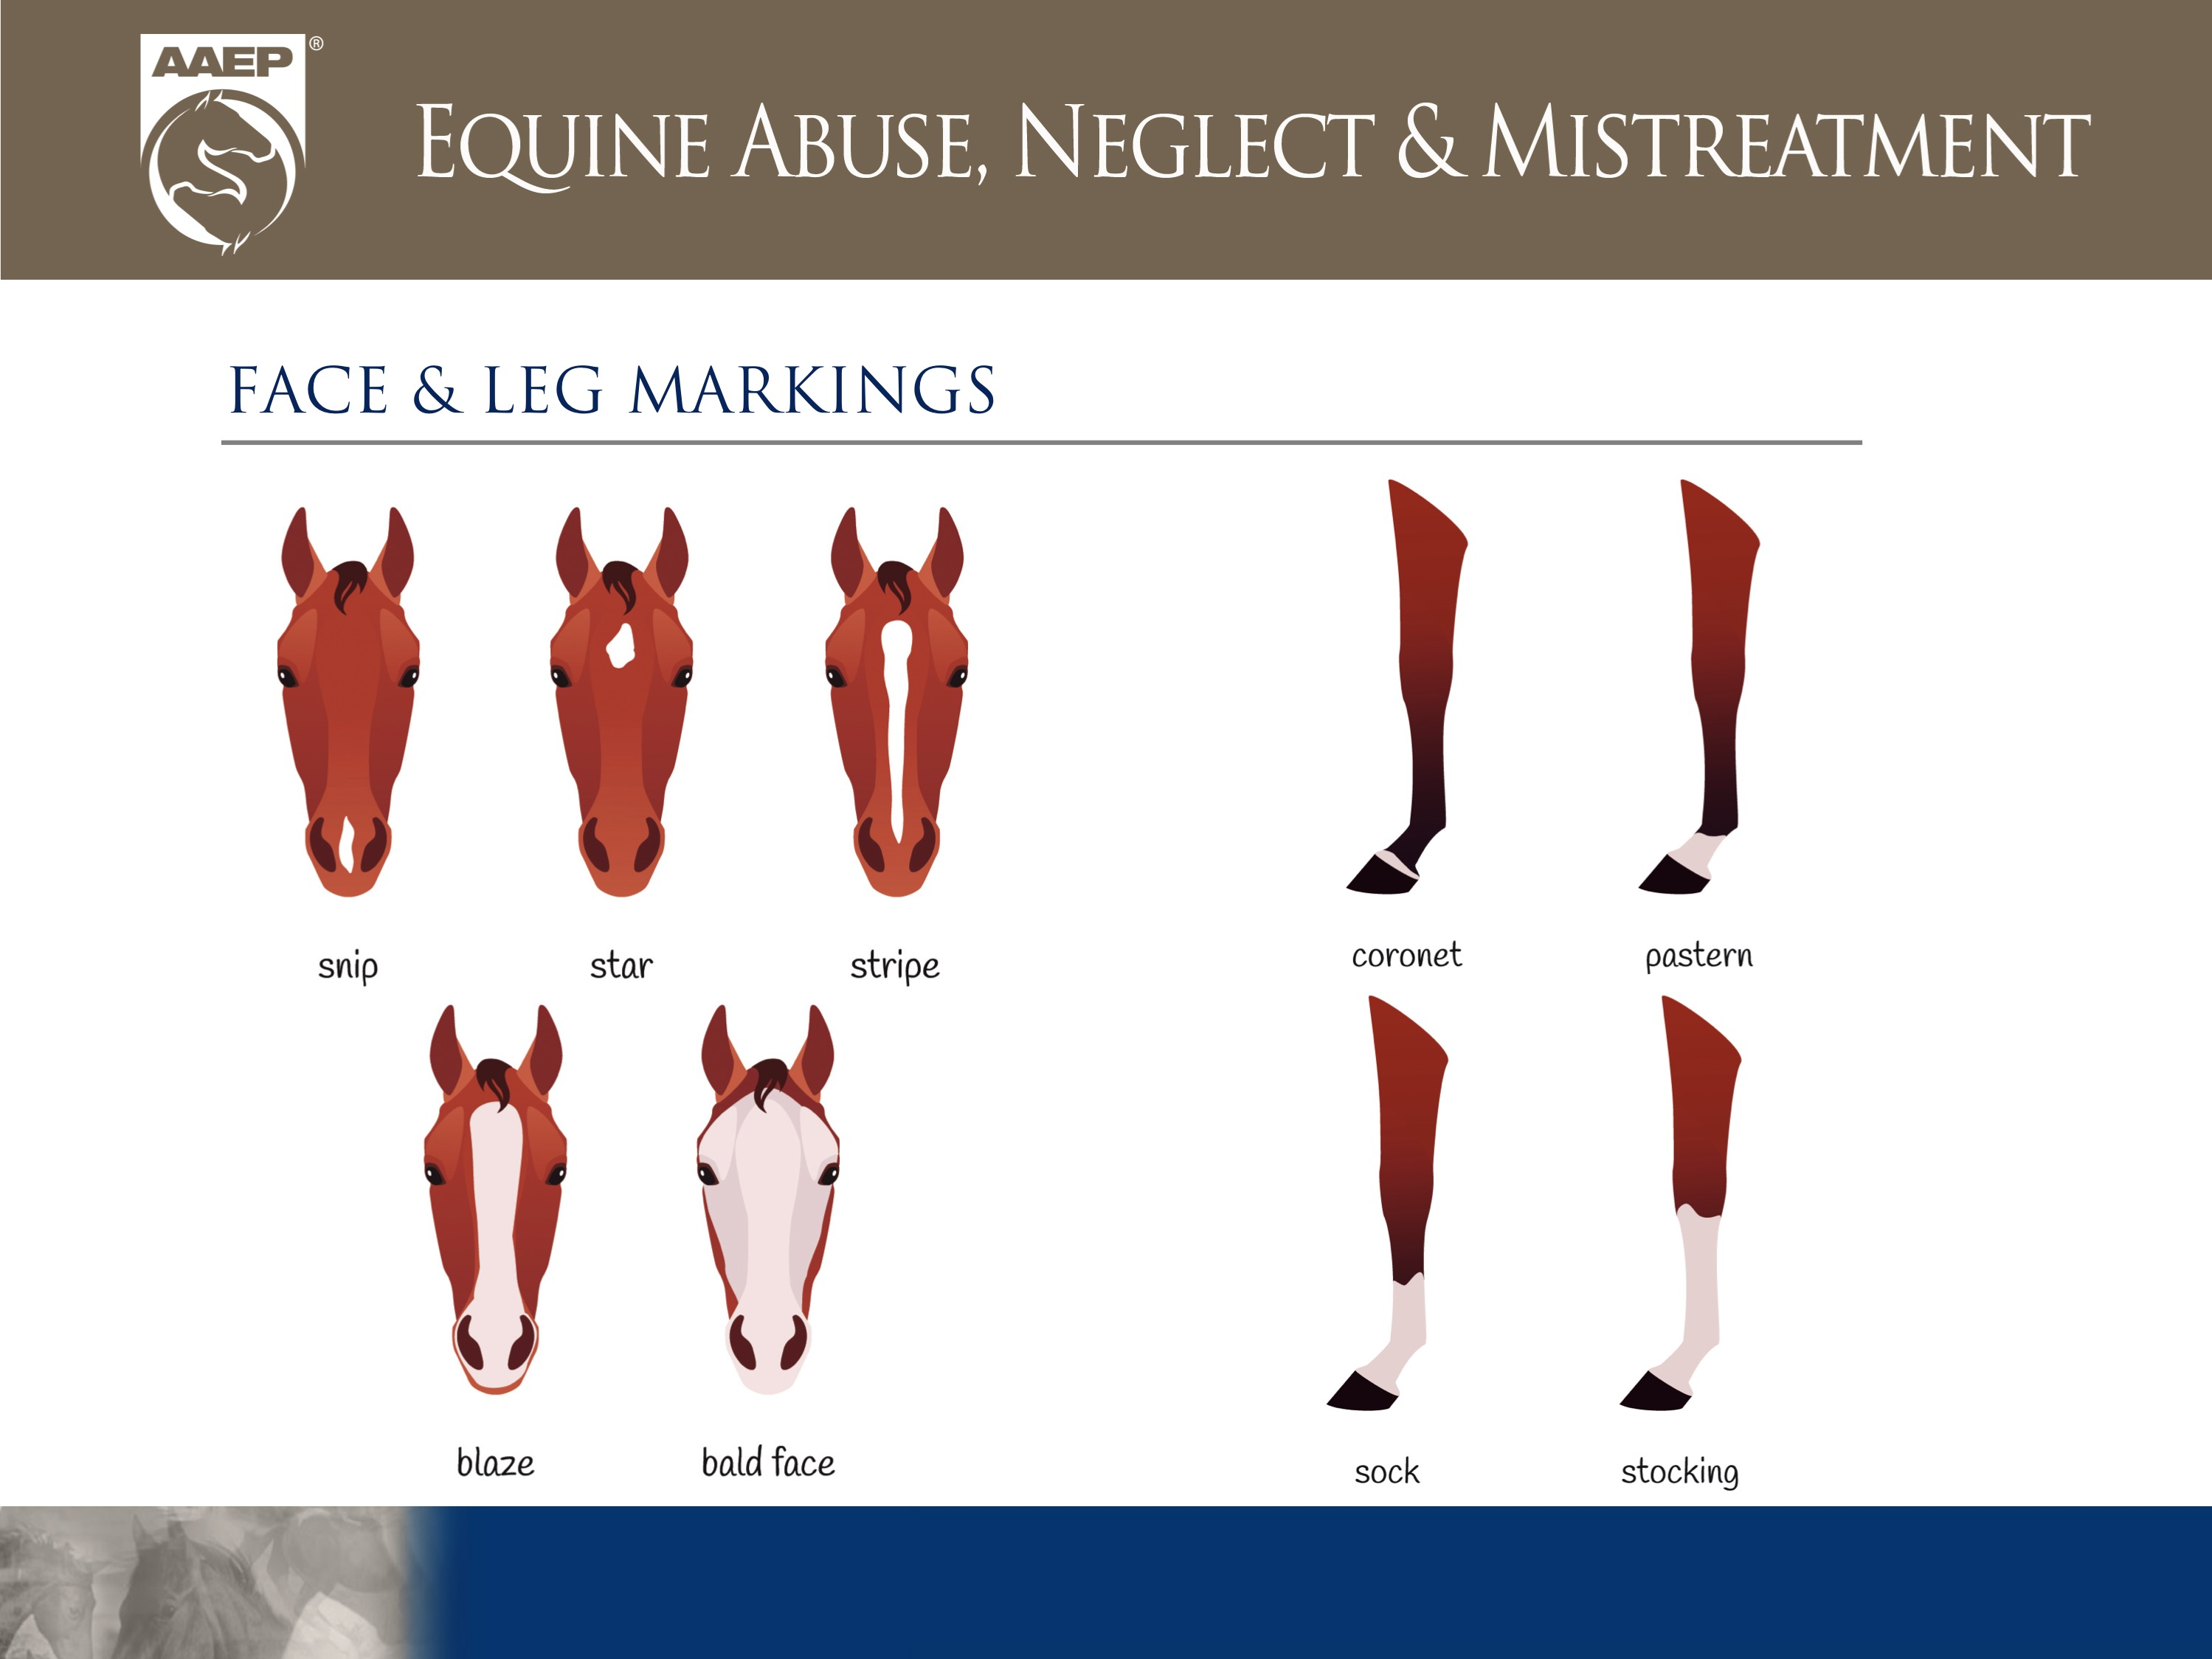 AAEP®
EQUINE ABUSE, NEGLECT & MISTREATMENT
FACE & LEG MARKINGS
snip
star
stripe
blaze
bald face
coronet
pastern
sock
stocking